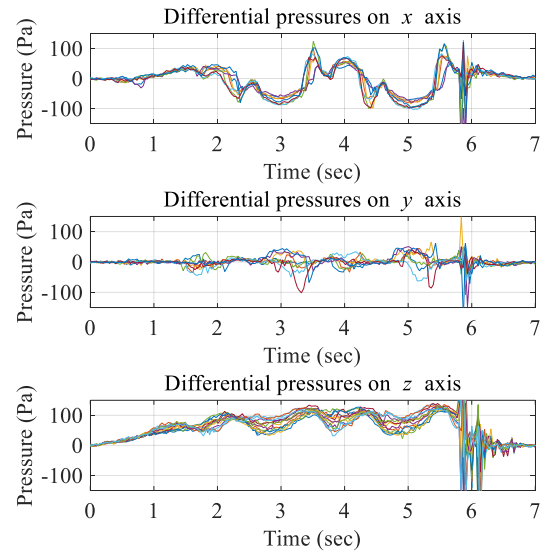 Differential pressures on x axis
Pressure (Pa)
100
0
-100
0 1 2 3 4 5 6 7
Time (sec)
Differential pressures on y axis
Pressure (Pa)
100
0
-100
0 1 2 3 4 5 6 7
Time (sec)
Differential pressures on z axis
Pressure (Pa)
100
0
-100
0 1 2 3 4 5 6 7
Time (sec)